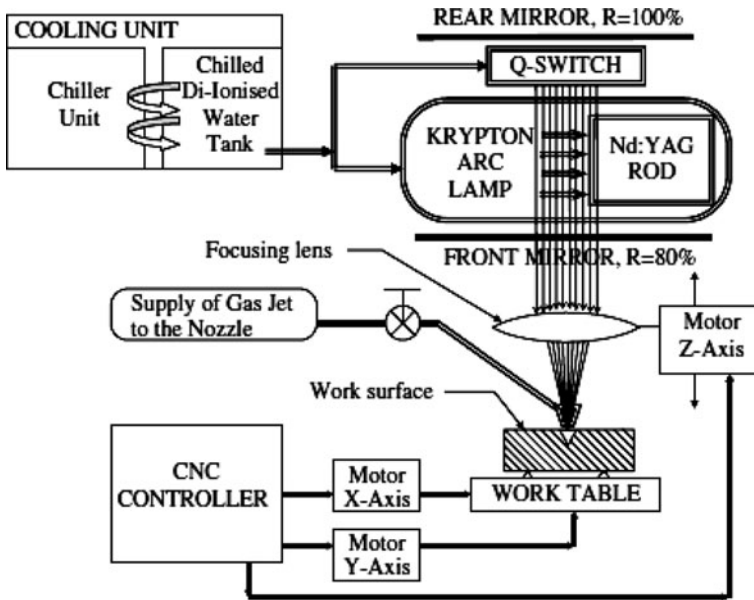 REAR MIRROR, R=100%
COOLING UNIT
Q-SWITCH
Chiller
Unit
Chilled
Di-Ionised
Water
Tank
KRYPTON
ARC
LAMP
Nd:YAG
ROD
Focusing lens
FRONT MIRROR, R=80%
Supply of Gas Jet
to the Nozzle
Motor
Z-Axis
Work surface
CNC
CONTROLLER
Motor
X-Axis
WORK TABLE
Motor
Y-Axis